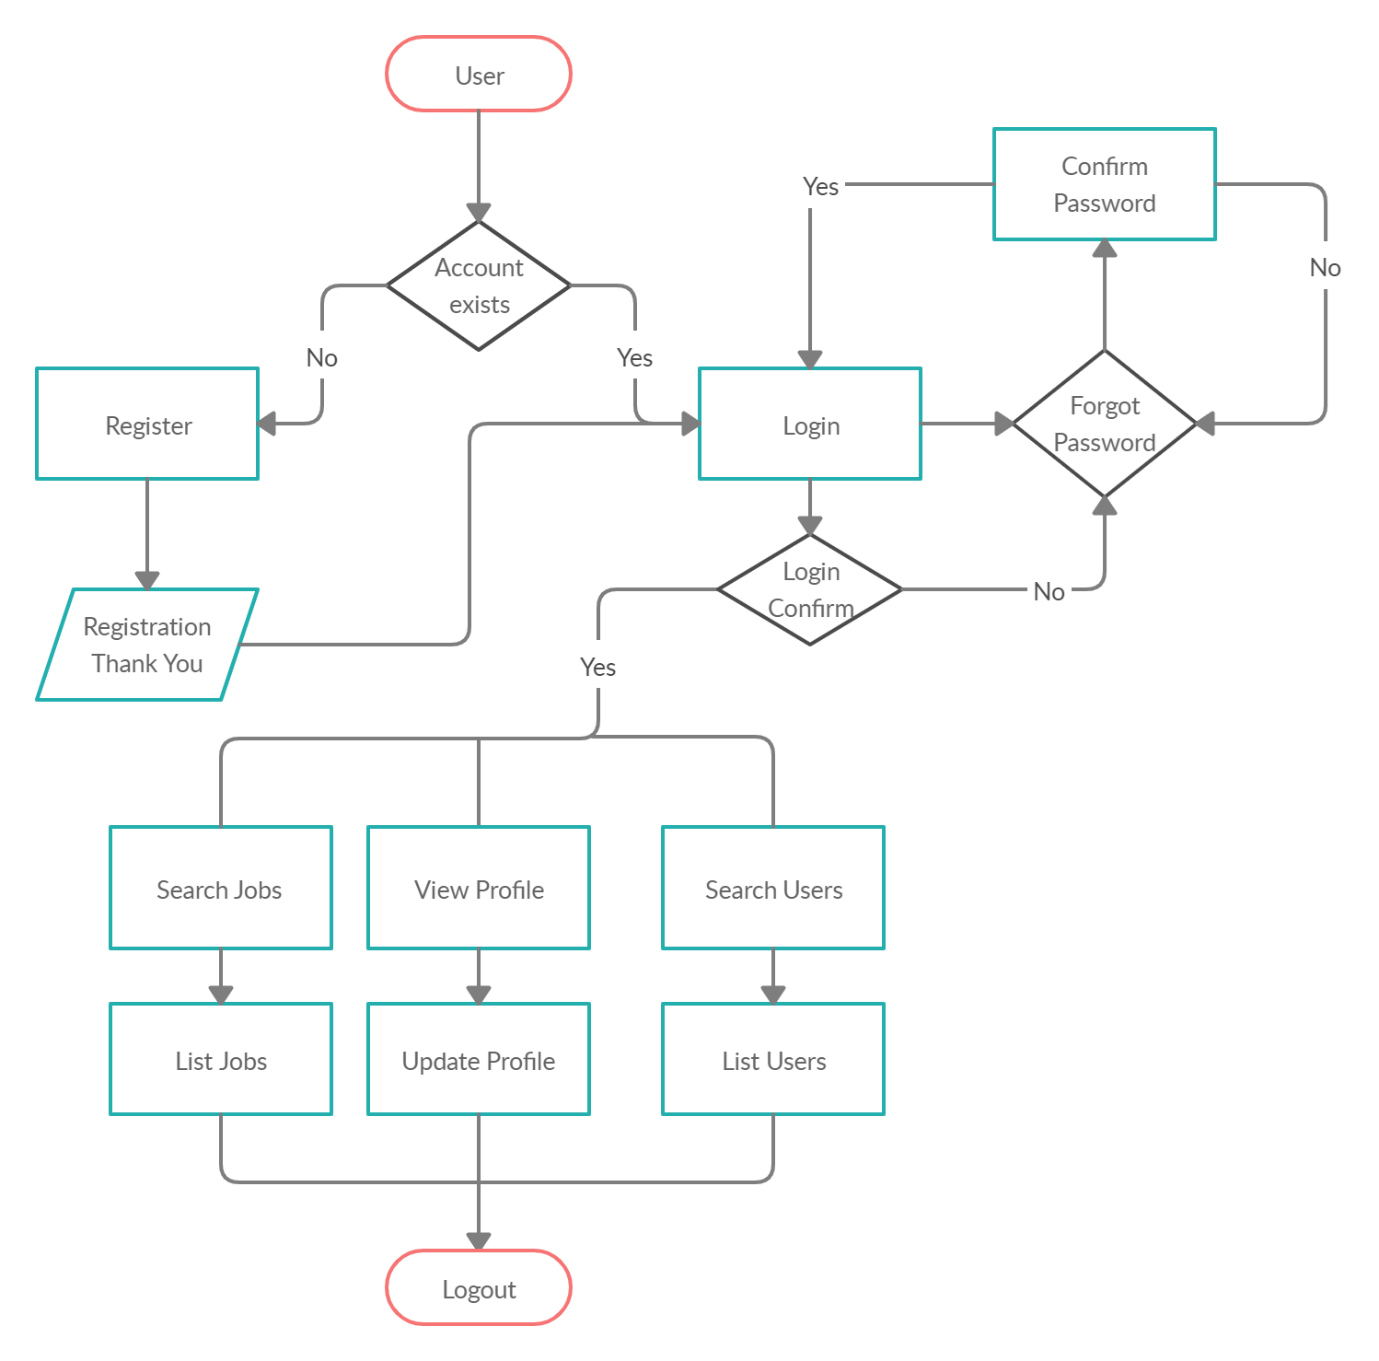 User
Confirm
Password
Yes
No
Account
exists
No
Yes
Register
Login
Forgot
Password
Login
Confirm
No
Registration
Thank You
Yes
Search Jobs
View Profile
Search Users
List Jobs
Update Profile
List Users
Logout